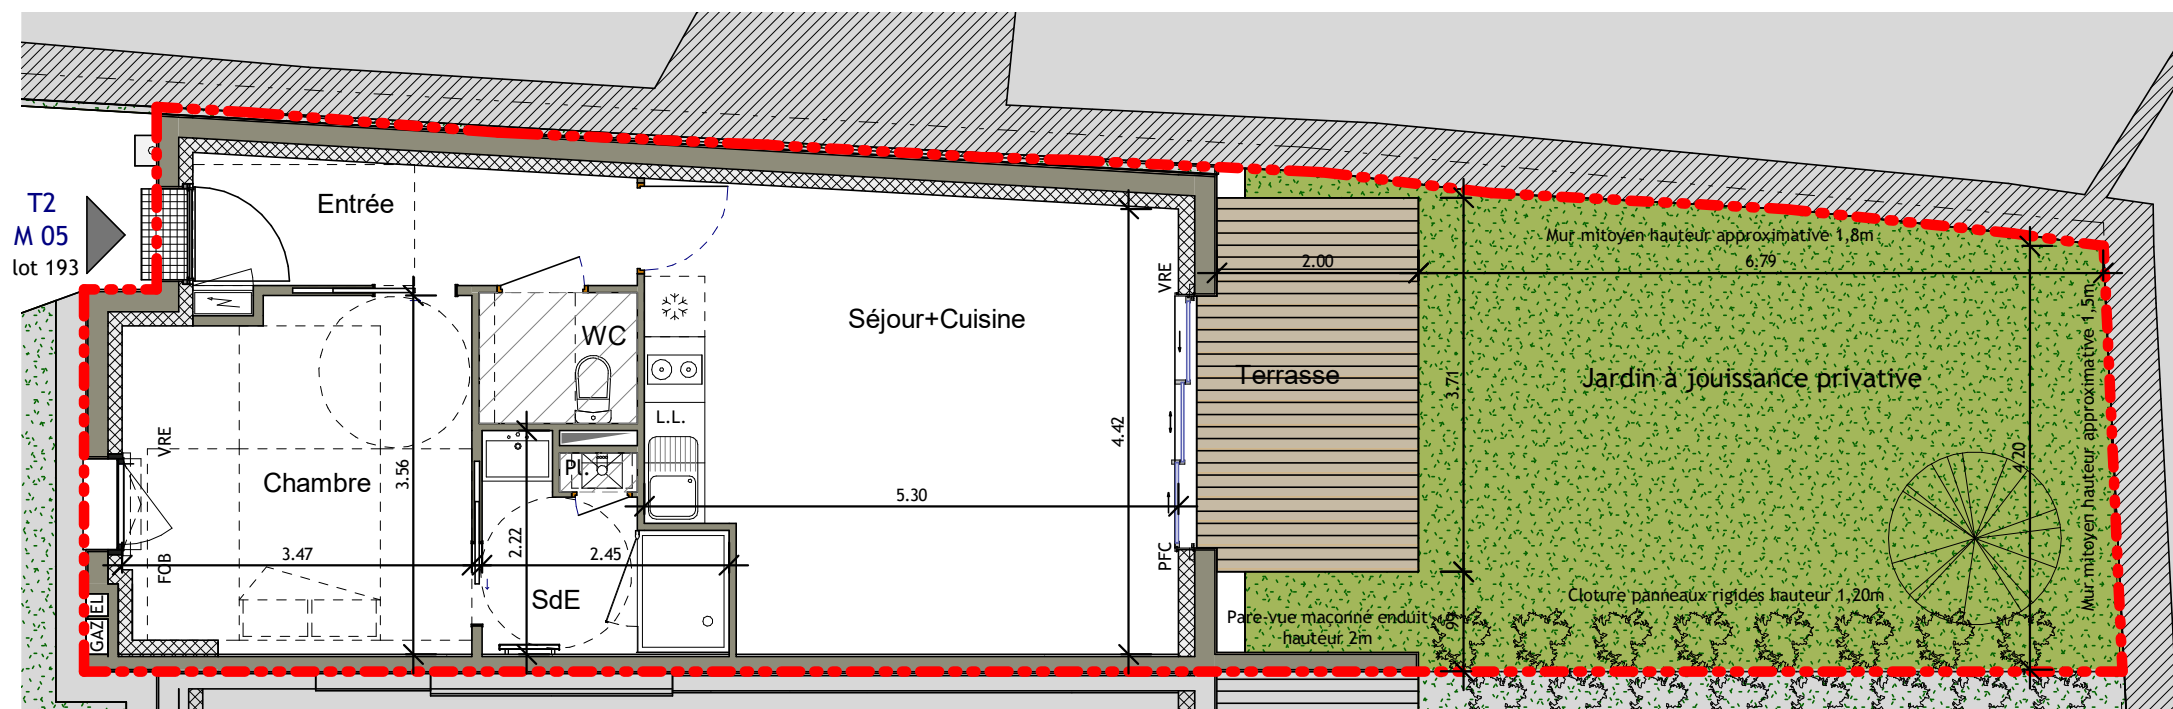 T2
M 05
lot 193
Entrée
WC
Séjour+Cuisine
VRE
2.00
Mur mitoyen hauteur approximative 1,8m
6.79
Terrasse
3.71
Jardin à jouissance privative
Mur mitoyen hauteur approximative 1,5m
4.20
L.L.
4.42
VRE
Chambre
3.56
Pl.
5.30
3.47
2.22
2.45
FOB
PFC
SdE
GAZ
EL
Cloture panneaux rigides hauteur 1,20m
Pare-vue maçonné enduit
hauteur 2m